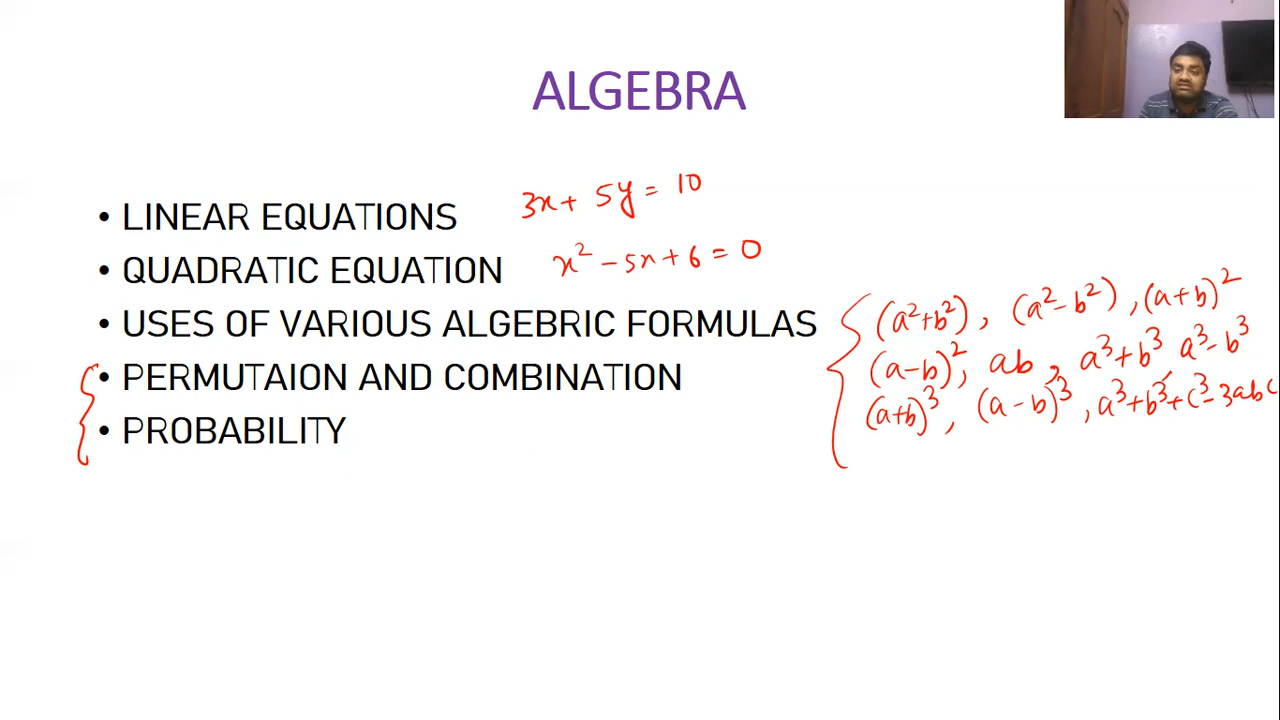 ALGEBRA
• LINEAR EQUATIONS 3x + 5y = 10
• QUADRATIC EQUATION x² - 5x + 6 = 0
• USES OF VARIOUS ALGEBRIC FORMULAS
(a²+b²), (a²-b²), (a+b)²
(a-b)², ab, a³+b³, a³-b³
(a+b)³, (a-b)³, a³+b³+c³-3abc
• PERMUTAION AND COMBINATION
• PROBABILITY